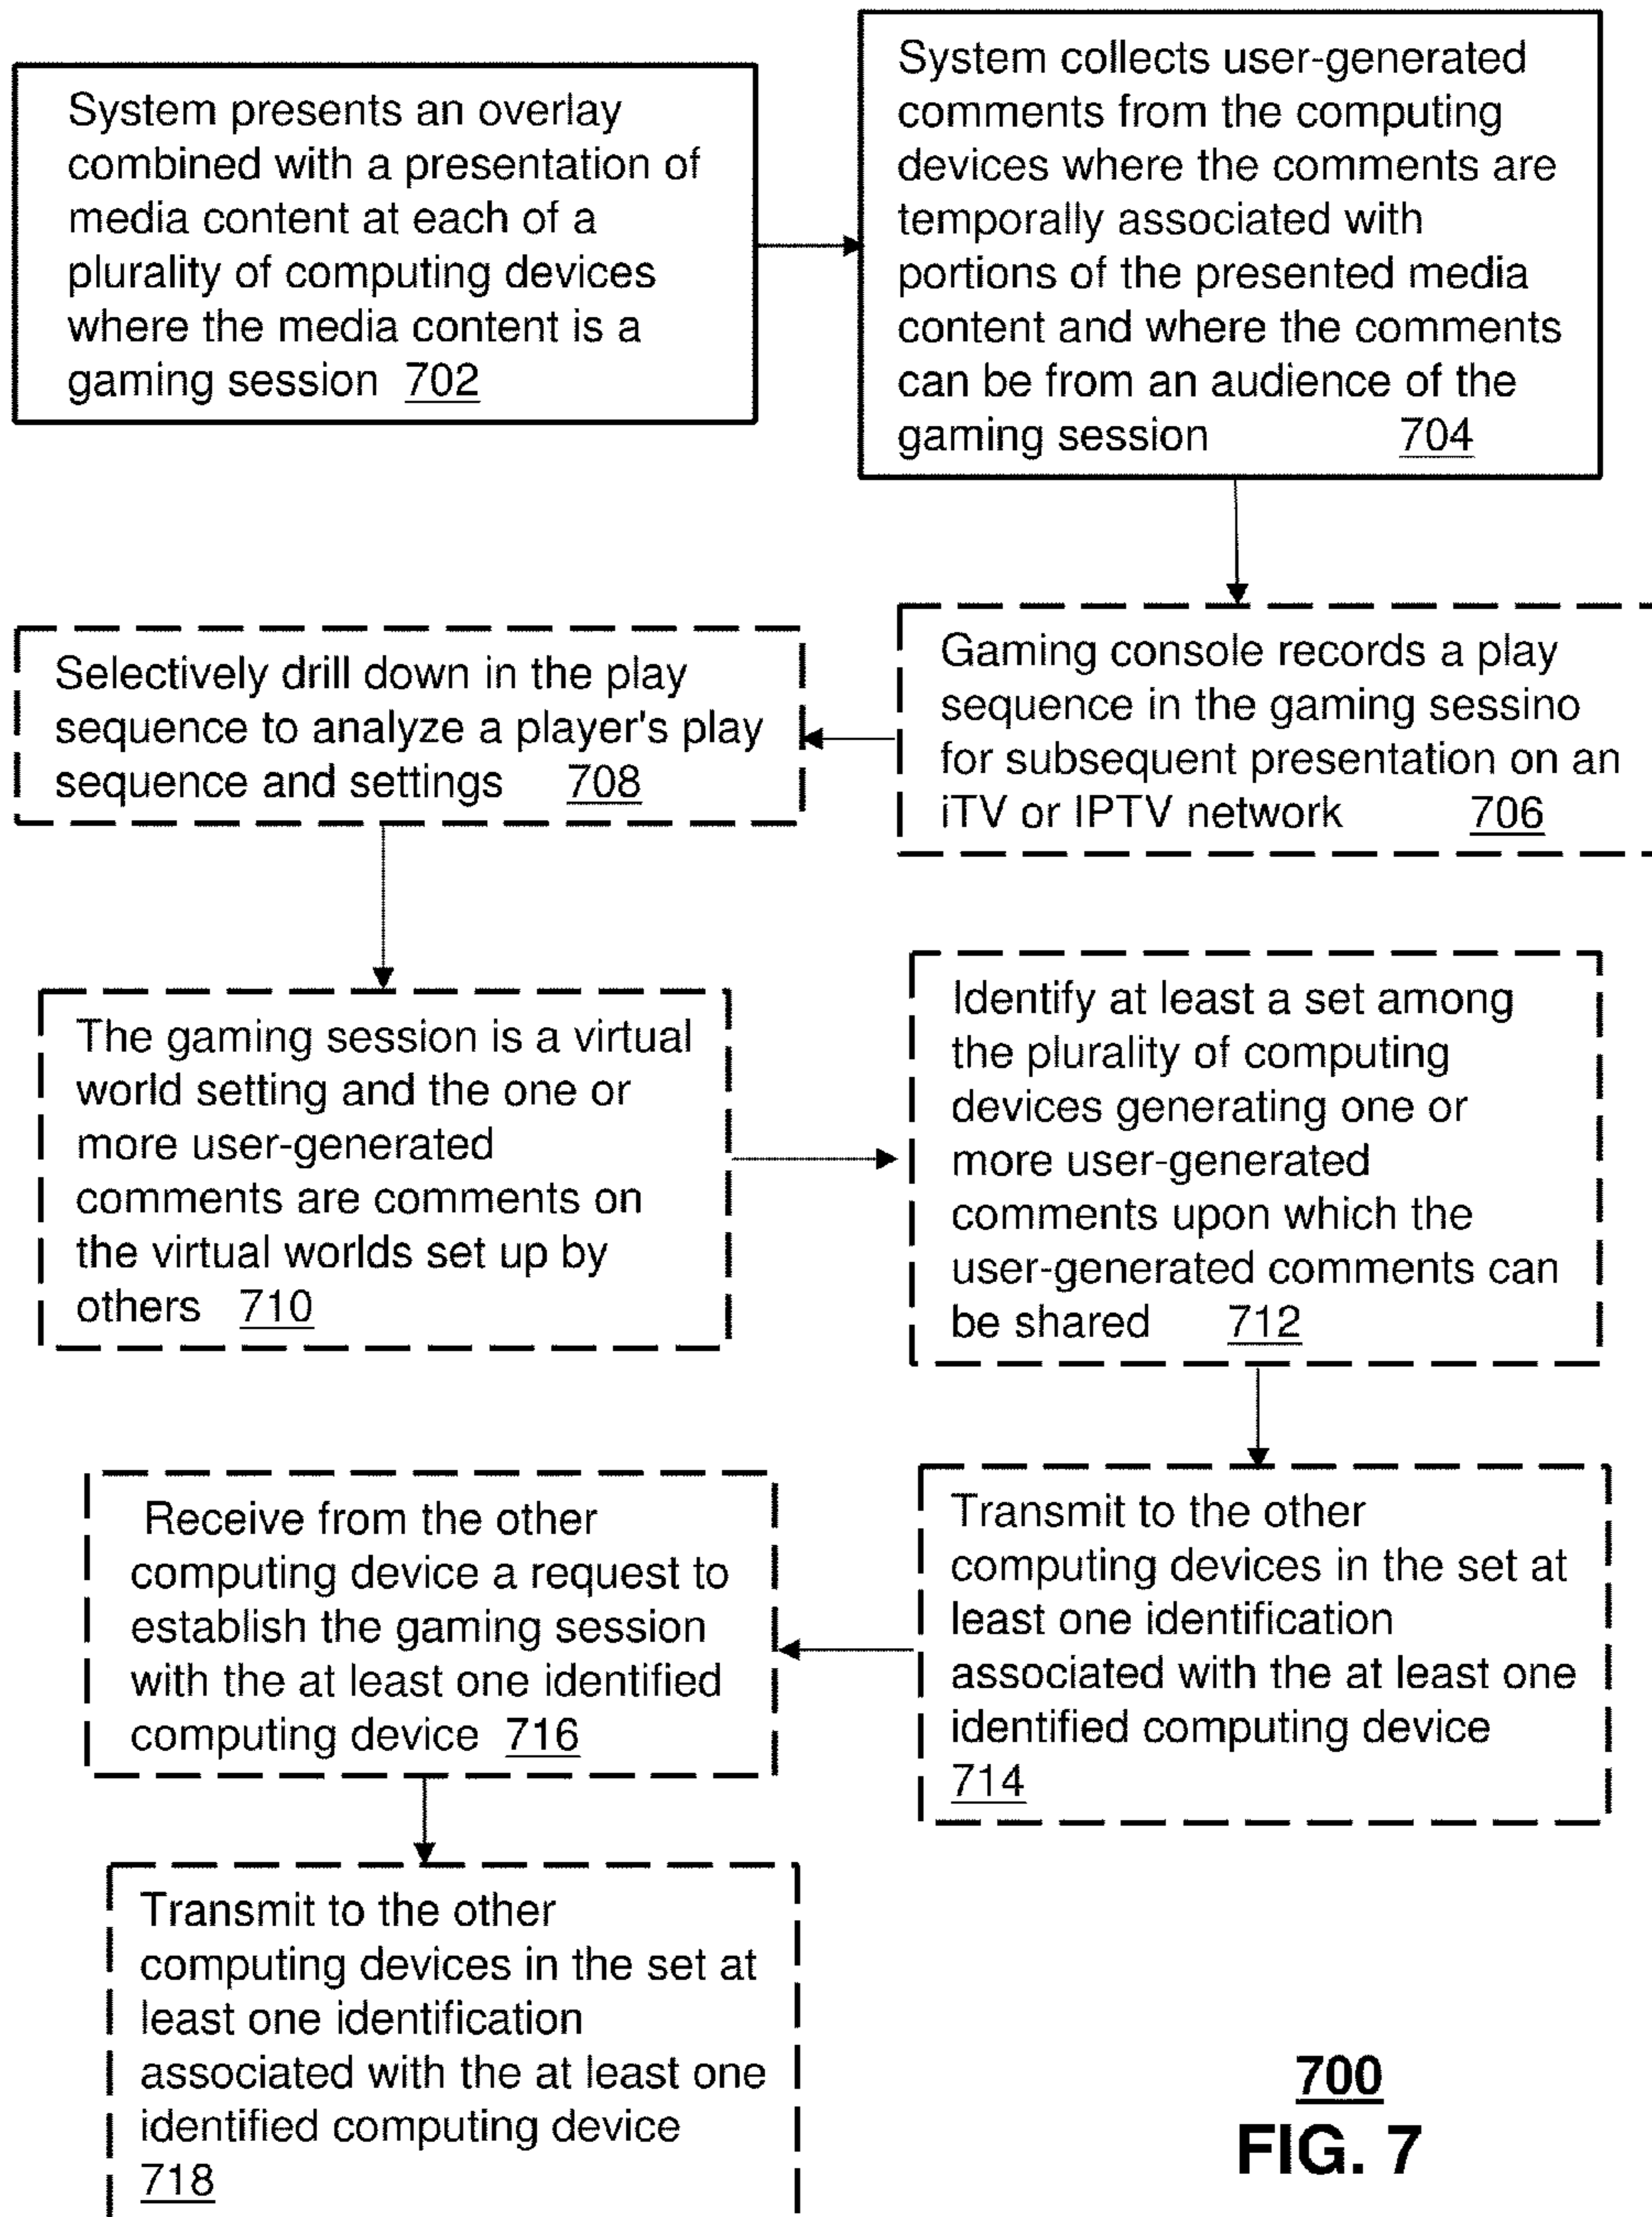 System presents an overlay
combined with a presentation of
media content at each of a
plurality of computing devices
where the media content is a
gaming session 702
System collects user-generated
comments from the computing
devices where the comments are
temporally associated with
portions of the presented media
content and where the comments
can be from an audience of the
gaming session 704
Gaming console records a play
sequence in the gaming sessino
for subsequent presentation on an
iTV or IPTV network 706
Selectively drill down in the play
sequence to analyze a player's play
sequence and settings 708
The gaming session is a virtual
world setting and the one or
more user-generated
comments are comments on
the virtual worlds set up by
others 710
Identify at least a set among
the plurality of computing
devices generating one or
more user-generated
comments upon which the
user-generated comments can
be shared 712
Transmit to the other
computing devices in the set at
least one identification
associated with the at least one
identified computing device
714
Receive from the other
computing device a request to
establish the gaming session
with the at least one identified
computing device 716
Transmit to the other
computing devices in the set at
least one identification
associated with the at least one
identified computing device
718
700
FIG. 7